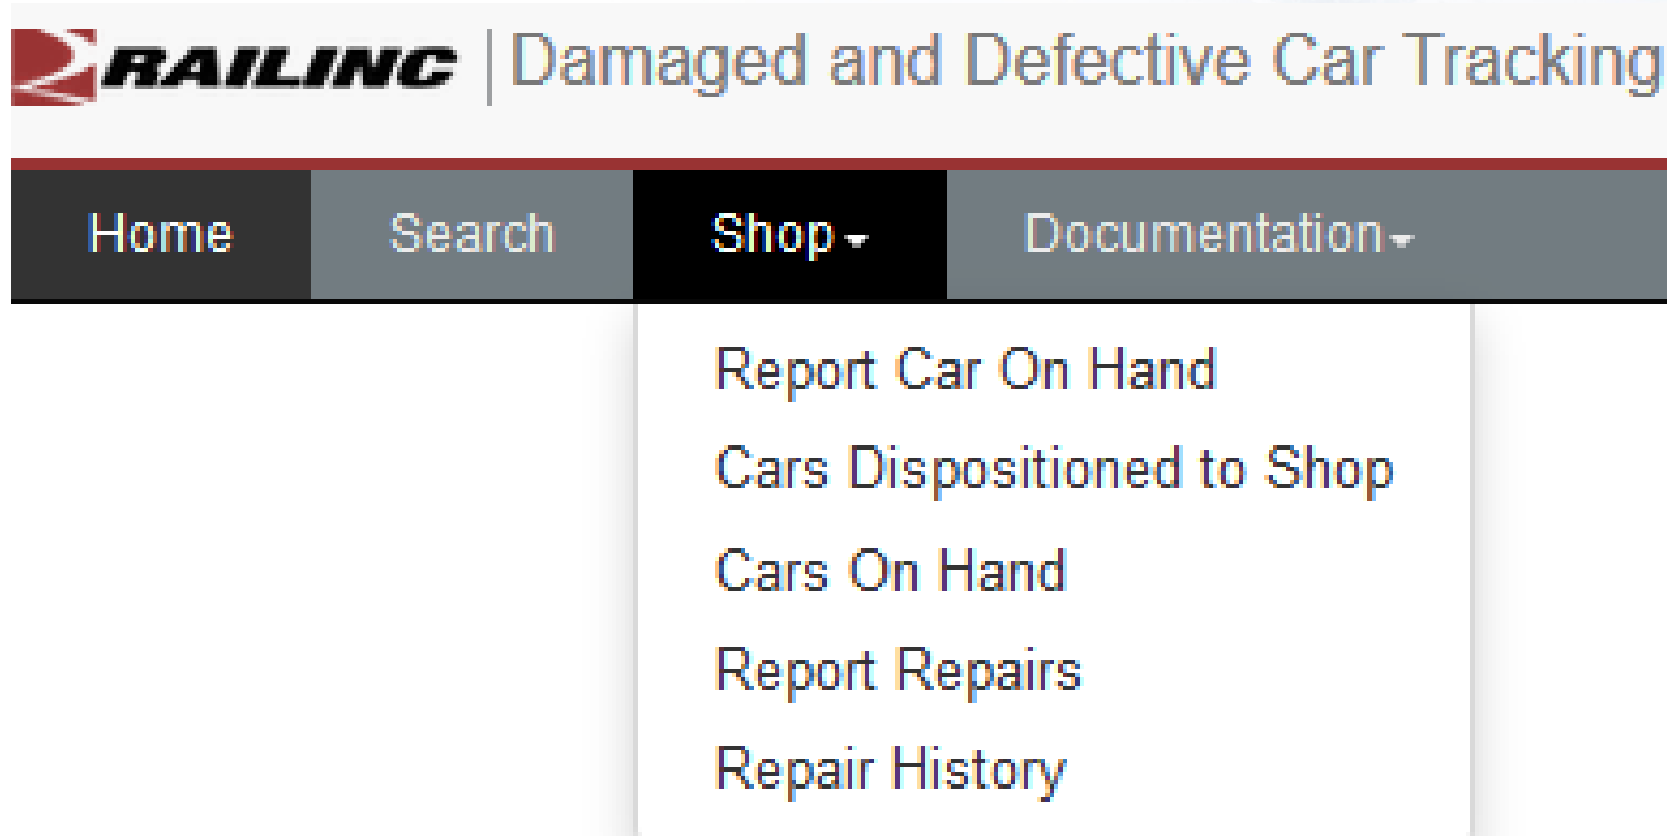 RAILINC | Damaged and Defective Car Tracking
Home Search Shop Documentation
Report Car On Hand
Cars Dispositioned to Shop
Cars On Hand
Report Repairs
Repair History